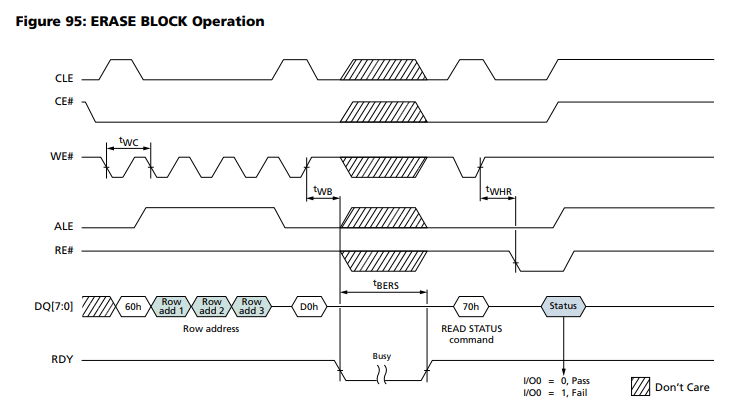 Figure 95: ERASE BLOCK Operation
CLE
CE#
tWC
WE#
tWB
tWHR
ALE
RE#
tBERS
DQ[7:0]
60h
Row add 1
Row add 2
Row add 3
D0h
70h
Status
Row address
READ STATUS
command
RDY
Busy
I/O0 = 0, Pass
I/O0 = 1, Fail
Don't Care